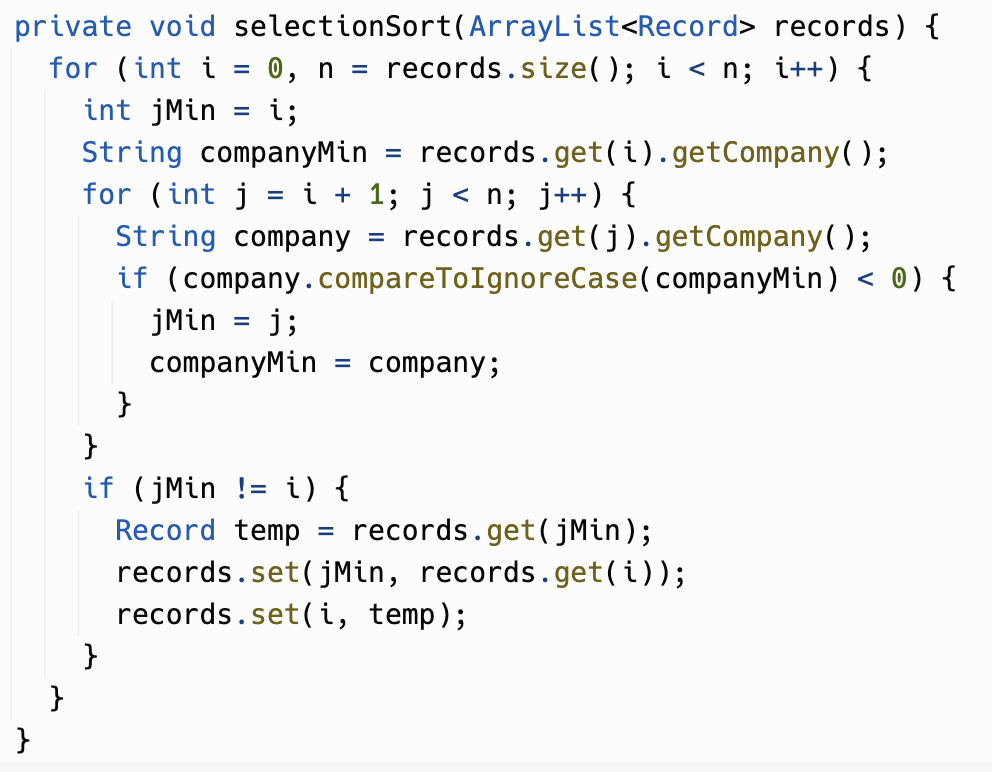 private void selectionSort(ArrayList<Record> records) {
  for (int i = 0, n = records.size(); i < n; i++) {
    int jMin = i;
    String companyMin = records.get(i).getCompany();
    for (int j = i + 1; j < n; j++) {
      String company = records.get(j).getCompany();
      if (company.compareToIgnoreCase(companyMin) < 0) {
        jMin = j;
        companyMin = company;
      }
    }
    if (jMin != i) {
      Record temp = records.get(jMin);
      records.set(jMin, records.get(i));
      records.set(i, temp);
    }
  }
}